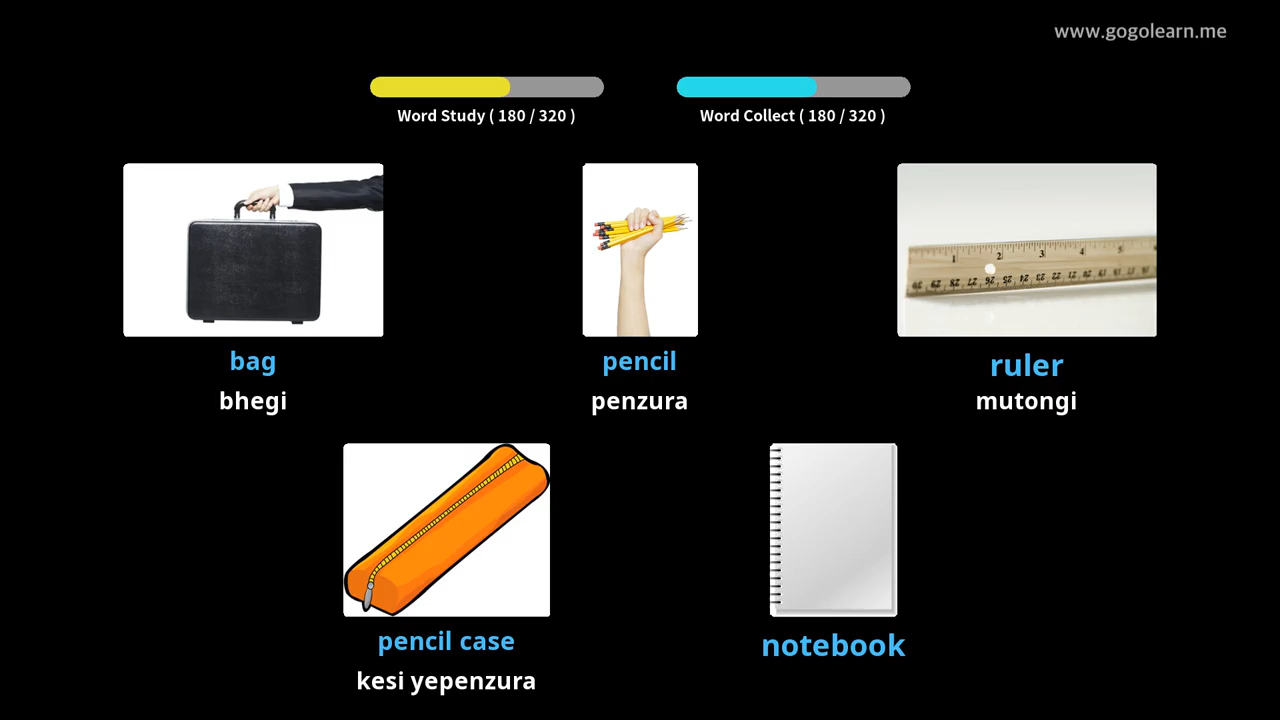 www.gogolearn.me
Word Study ( 180 / 320 )
Word Collect ( 180 / 320 )
bag
bhegi
pencil
penzura
ruler
mutongi
pencil case
kesi yepenzura
notebook